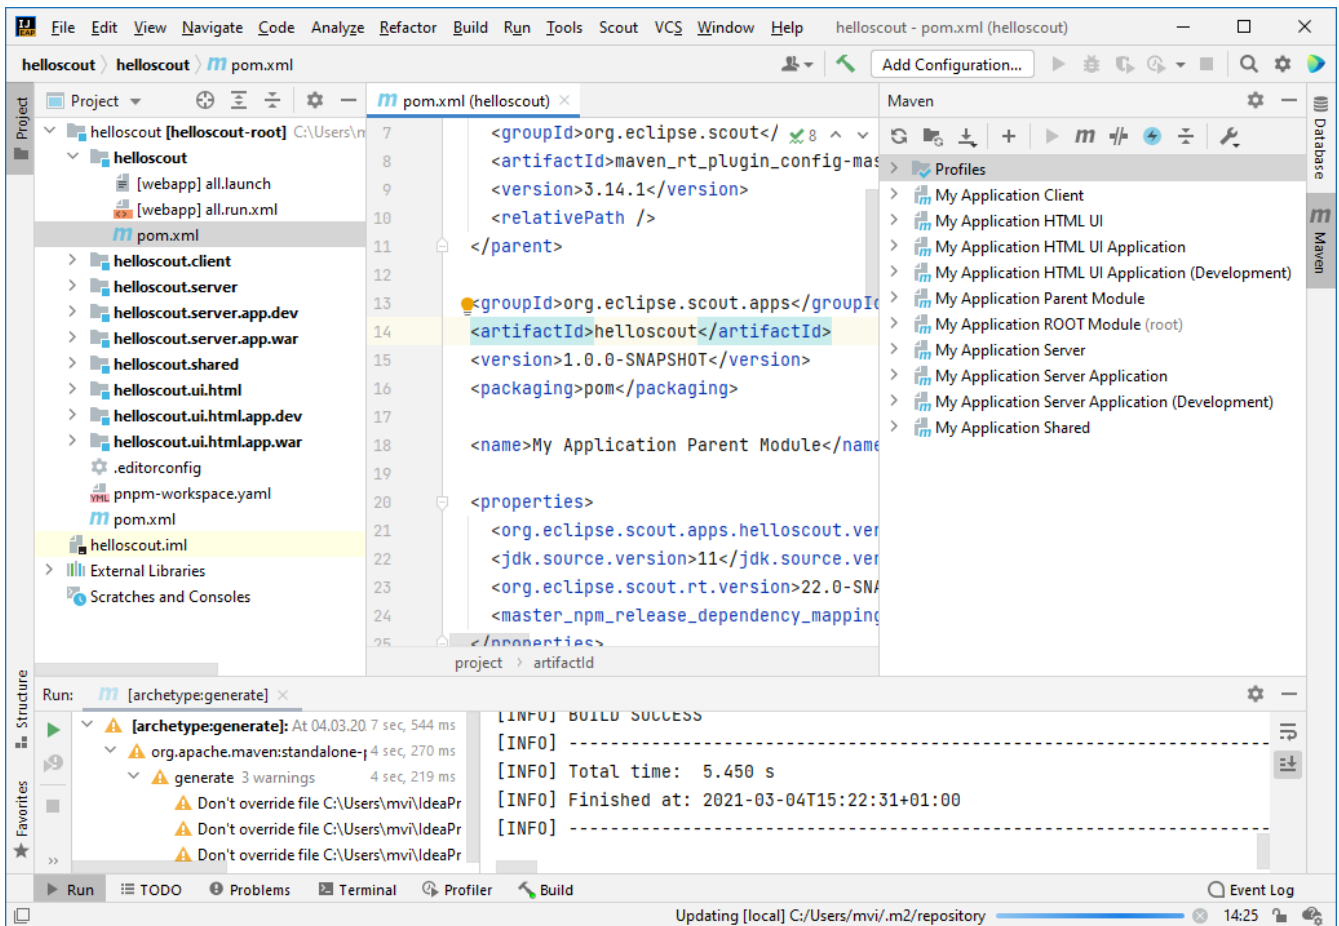 File Edit View Navigate Code Analyze Refactor Build Run Tools Scout VCS Window Help helloscout - pom.xml (helloscout)
helloscout helloscout pom.xml Add Configuration...
Project
Project
helloscout [helloscout-root] C:\Users\m
helloscout
[webapp] all.launch
[webapp] all.run.xml
pom.xml
helloscout.client
helloscout.server
helloscout.server.app.dev
helloscout.server.app.war
helloscout.shared
helloscout.ui.html
helloscout.ui.html.app.dev
helloscout.ui.html.app.war
.editorconfig
pnpm-workspace.yaml
pom.xml
helloscout.iml
External Libraries
Scratches and Consoles
pom.xml (helloscout)
8
7 <groupId>org.eclipse.scout</
8 <artifactId>maven_rt_plugin_config-mas
9 <version>3.14.1</version>
10 <relativePath />
11 </parent>
12
13 <groupId>org.eclipse.scout.apps</groupId
14 <artifactId>helloscout</artifactId>
15 <version>1.0.0-SNAPSHOT</version>
16 <packaging>pom</packaging>
17
18 <name>My Application Parent Module</name
19
20 <properties>
21 <org.eclipse.scout.apps.helloscout.ver
22 <jdk.source.version>11</jdk.source.ver
23 <org.eclipse.scout.rt.version>22.0-SNA
24 <master_npm_release_dependency_mapping
25 </properties>
project artifactId
Maven
Profiles
My Application Client
My Application HTML UI
My Application HTML UI Application
My Application HTML UI Application (Development)
My Application Parent Module
My Application ROOT Module (root)
My Application Server
My Application Server Application
My Application Server Application (Development)
My Application Shared
Database
Maven
Structure
Favorites
Run: [archetype:generate]
[archetype:generate]: At 04.03.20 7 sec, 544 ms
org.apache.maven:standalone-p 4 sec, 270 ms
generate 3 warnings 4 sec, 219 ms
Don't override file C:\Users\mvi\IdeaPr
Don't override file C:\Users\mvi\IdeaPr
Don't override file C:\Users\mvi\IdeaPr
[INFO] BUILD SUCCESS
[INFO] --------------------------------------------------------------------
[INFO] Total time: 5.450 s
[INFO] Finished at: 2021-03-04T15:22:31+01:00
[INFO] --------------------------------------------------------------------
Run TODO Problems Terminal Profiler Build Event Log
Updating [local] C:/Users/mvi/.m2/repository 14:25